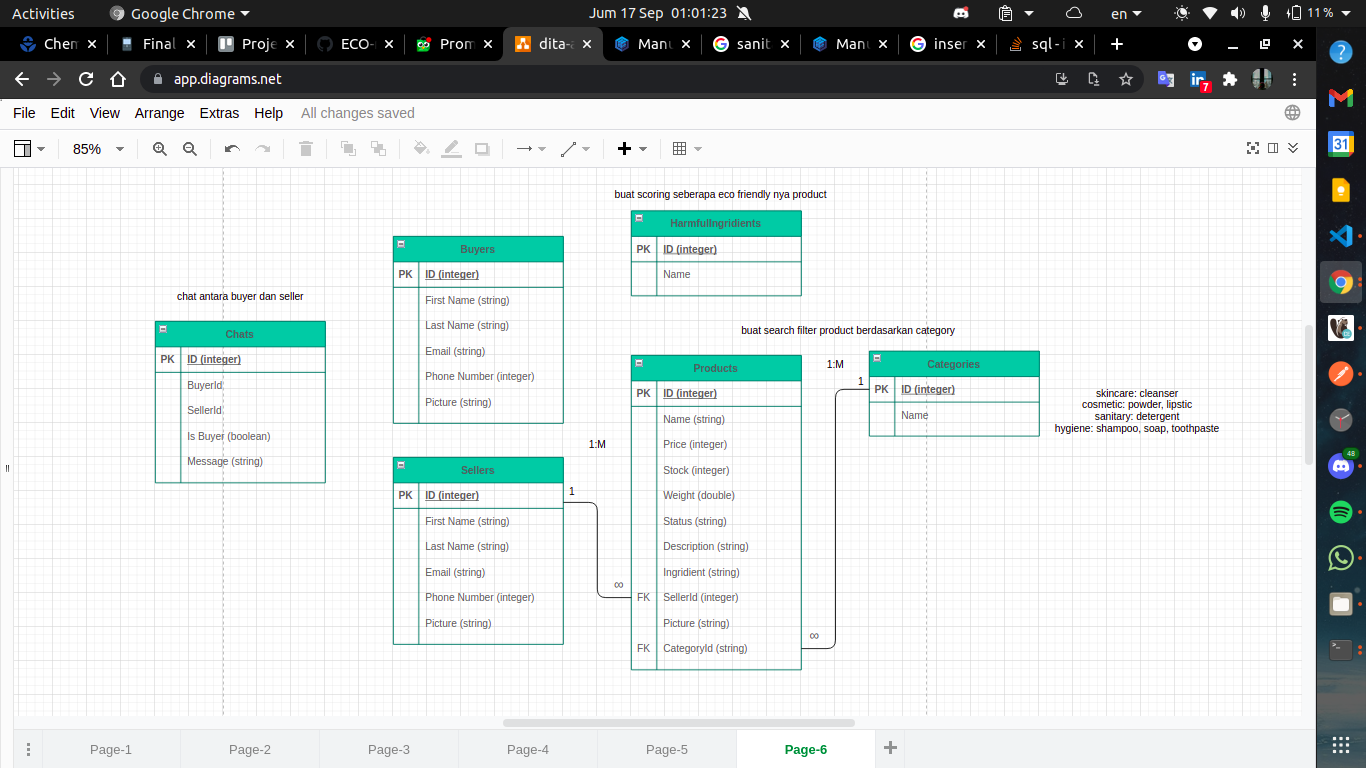 Activities
Google Chrome
Jum 17 Sep 01:01:23
en
11 %
Chem
Final
Proje
ECO-
Prom
dita-a
Manu
sanit
Manu
inser
sql - i
app.diagrams.net
7
File Edit View Arrange Extras Help All changes saved
85%
buat scoring seberapa eco friendly nya product
HarmfulIngridients
PK ID (integer)
Name
Buyers
PK ID (integer)
First Name (string)
Last Name (string)
Email (string)
Phone Number (integer)
Picture (string)
chat antara buyer dan seller
Chats
PK ID (integer)
BuyerId
SellerId
Is Buyer (boolean)
Message (string)
buat search filter product berdasarkan category
Products
PK ID (integer)
Name (string)
Price (integer)
Stock (integer)
Weight (double)
Status (string)
Description (string)
Ingridient (string)
FK SellerId (integer)
Picture (string)
FK CategoryId (string)
1:M
1
Categories
PK ID (integer)
Name
skincare: cleanser
cosmetic: powder, lipstic
sanitary: detergent
hygiene: shampoo, soap, toothpaste
1:M
Sellers
PK ID (integer)
First Name (string)
Last Name (string)
Email (string)
Phone Number (integer)
Picture (string)
1
∞
∞
31
48
Page-1
Page-2
Page-3
Page-4
Page-5
Page-6